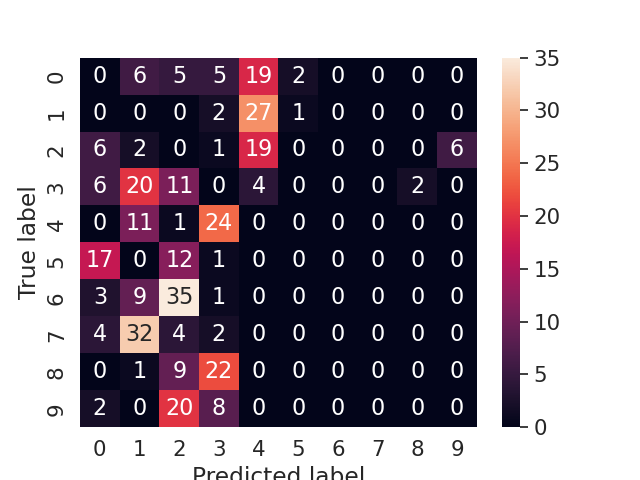 0 0 6 5 5 19 2 0 0 0 0 35
1 0 0 0 2 27 1 0 0 0 0 30
2 6 2 0 1 19 0 0 0 0 6 25
3 6 20 11 0 4 0 0 0 2 0
True label
4 0 11 1 24 0 0 0 0 0 0 20
5 17 0 12 1 0 0 0 0 0 0 15
6 3 9 35 1 0 0 0 0 0 0
7 4 32 4 2 0 0 0 0 0 0 10
8 0 1 9 22 0 0 0 0 0 0 5
9 2 0 20 8 0 0 0 0 0 0 0
0 1 2 3 4 5 6 7 8 9
Predicted label